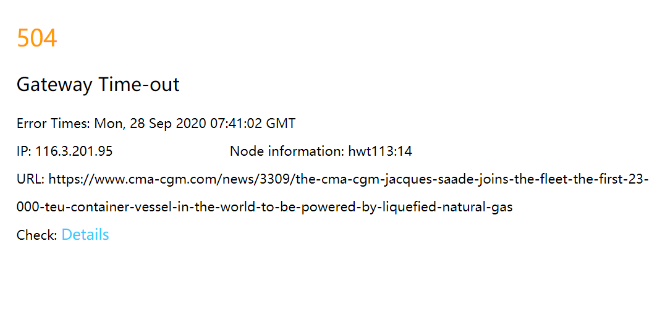 504
Gateway Time-out
Error Times: Mon, 28 Sep 2020 07:41:02 GMT
IP: 116.3.201.95 Node information: hwt113:14
URL: https://www.cma-cgm.com/news/3309/the-cma-cgm-jacques-saade-joins-the-fleet-the-first-23-
000-teu-container-vessel-in-the-world-to-be-powered-by-liquefied-natural-gas
Check: Details